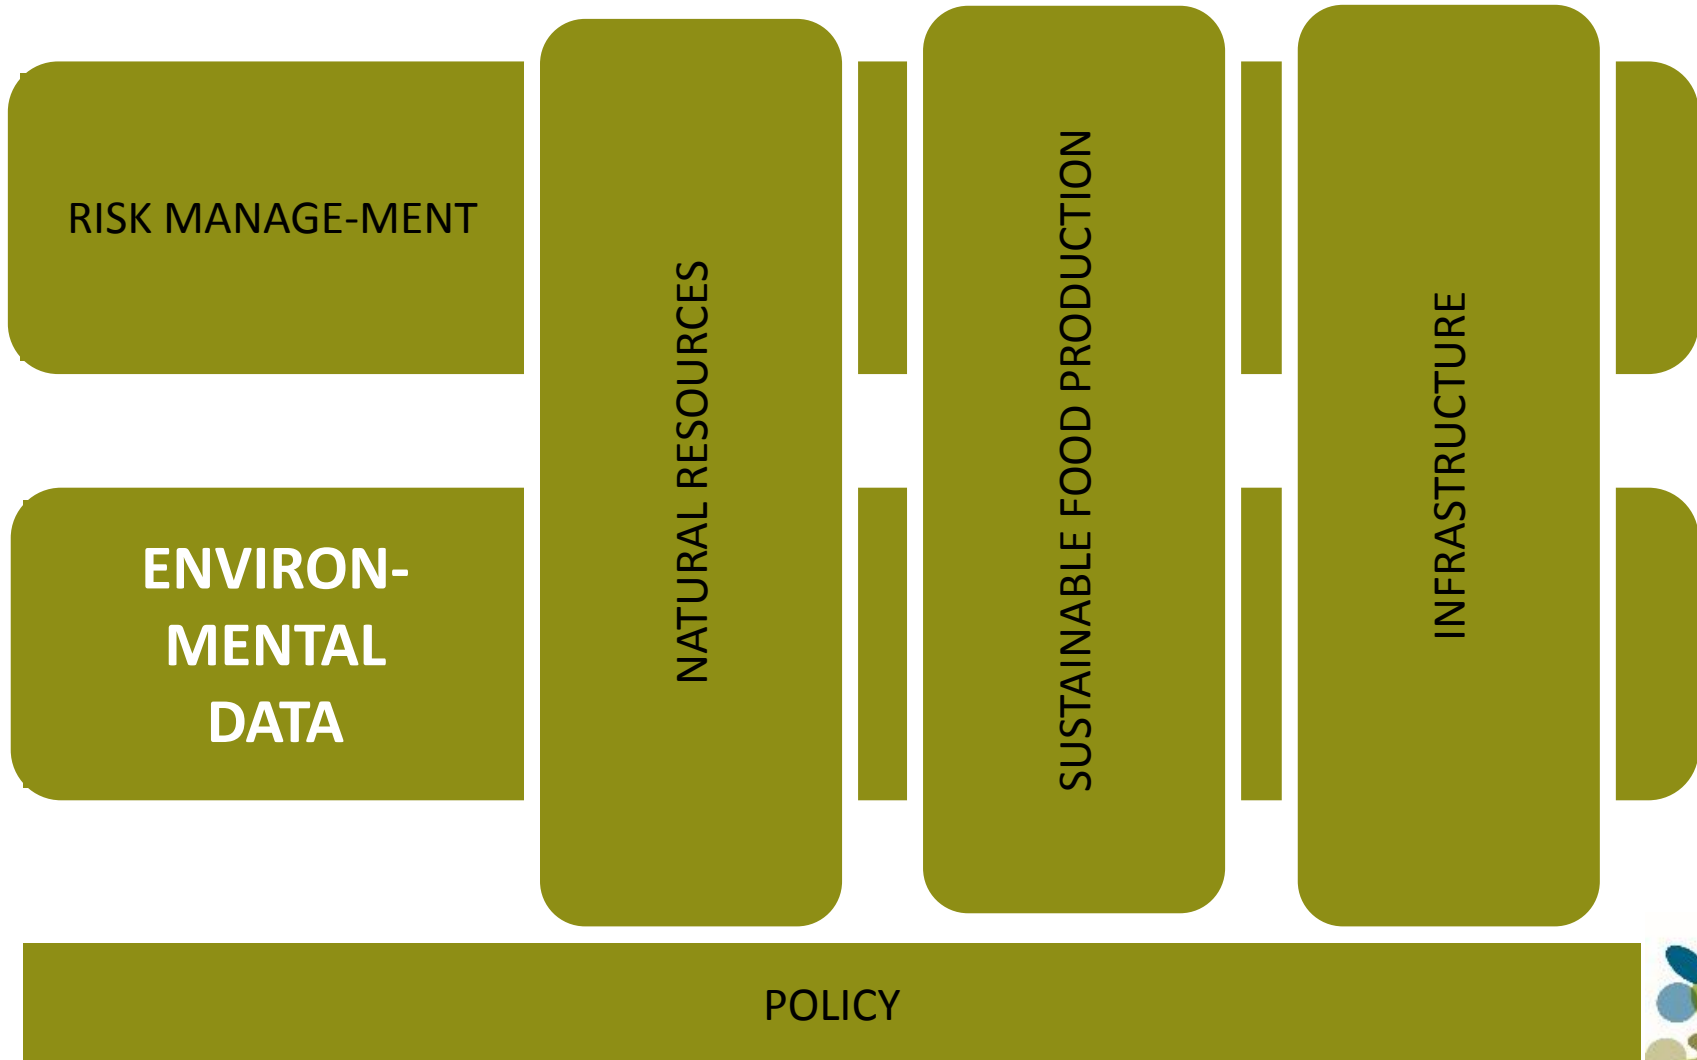 RISK MANAGE-MENT
ENVIRON-
MENTAL
DATA
NATURAL RESOURCES
SUSTAINABLE FOOD PRODUCTION
INFRASTRUCTURE
POLICY